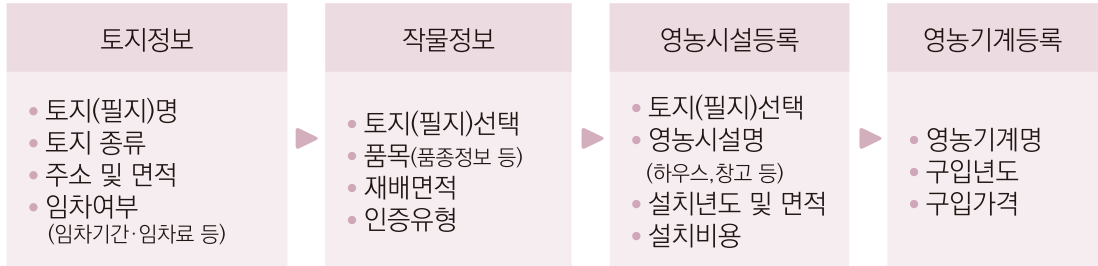 토지정보
• 토지(필지)명
• 토지 종류
• 주소 및 면적
• 임차여부
(임차기간·임차료 등)
작물정보
• 토지(필지)선택
• 품목(품종정보 등)
• 재배면적
• 인증유형
영농시설등록
• 토지(필지)선택
• 영농시설명
(하우스,창고 등)
• 설치년도 및 면적
• 설치비용
영농기계등록
• 영농기계명
• 구입년도
• 구입가격